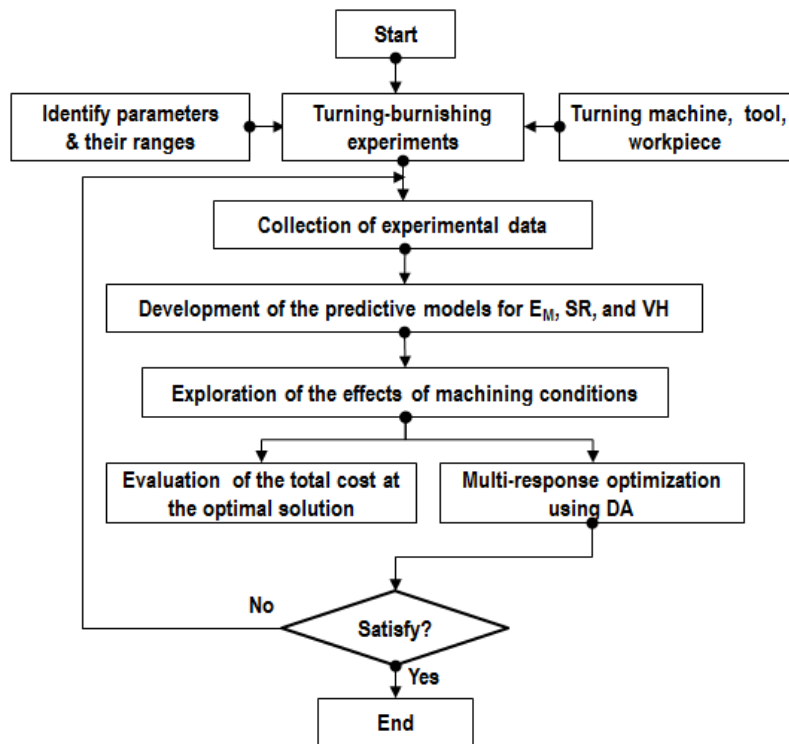 Start
Identify parameters
& their ranges
Turning-burnishing
experiments
Turning machine, tool,
workpiece
Collection of experimental data
Development of the predictive models for EM, SR, and VH
Exploration of the effects of machining conditions
Evaluation of the total cost at
the optimal solution
Multi-response optimization
using DA
No
Satisfy?
Yes
End